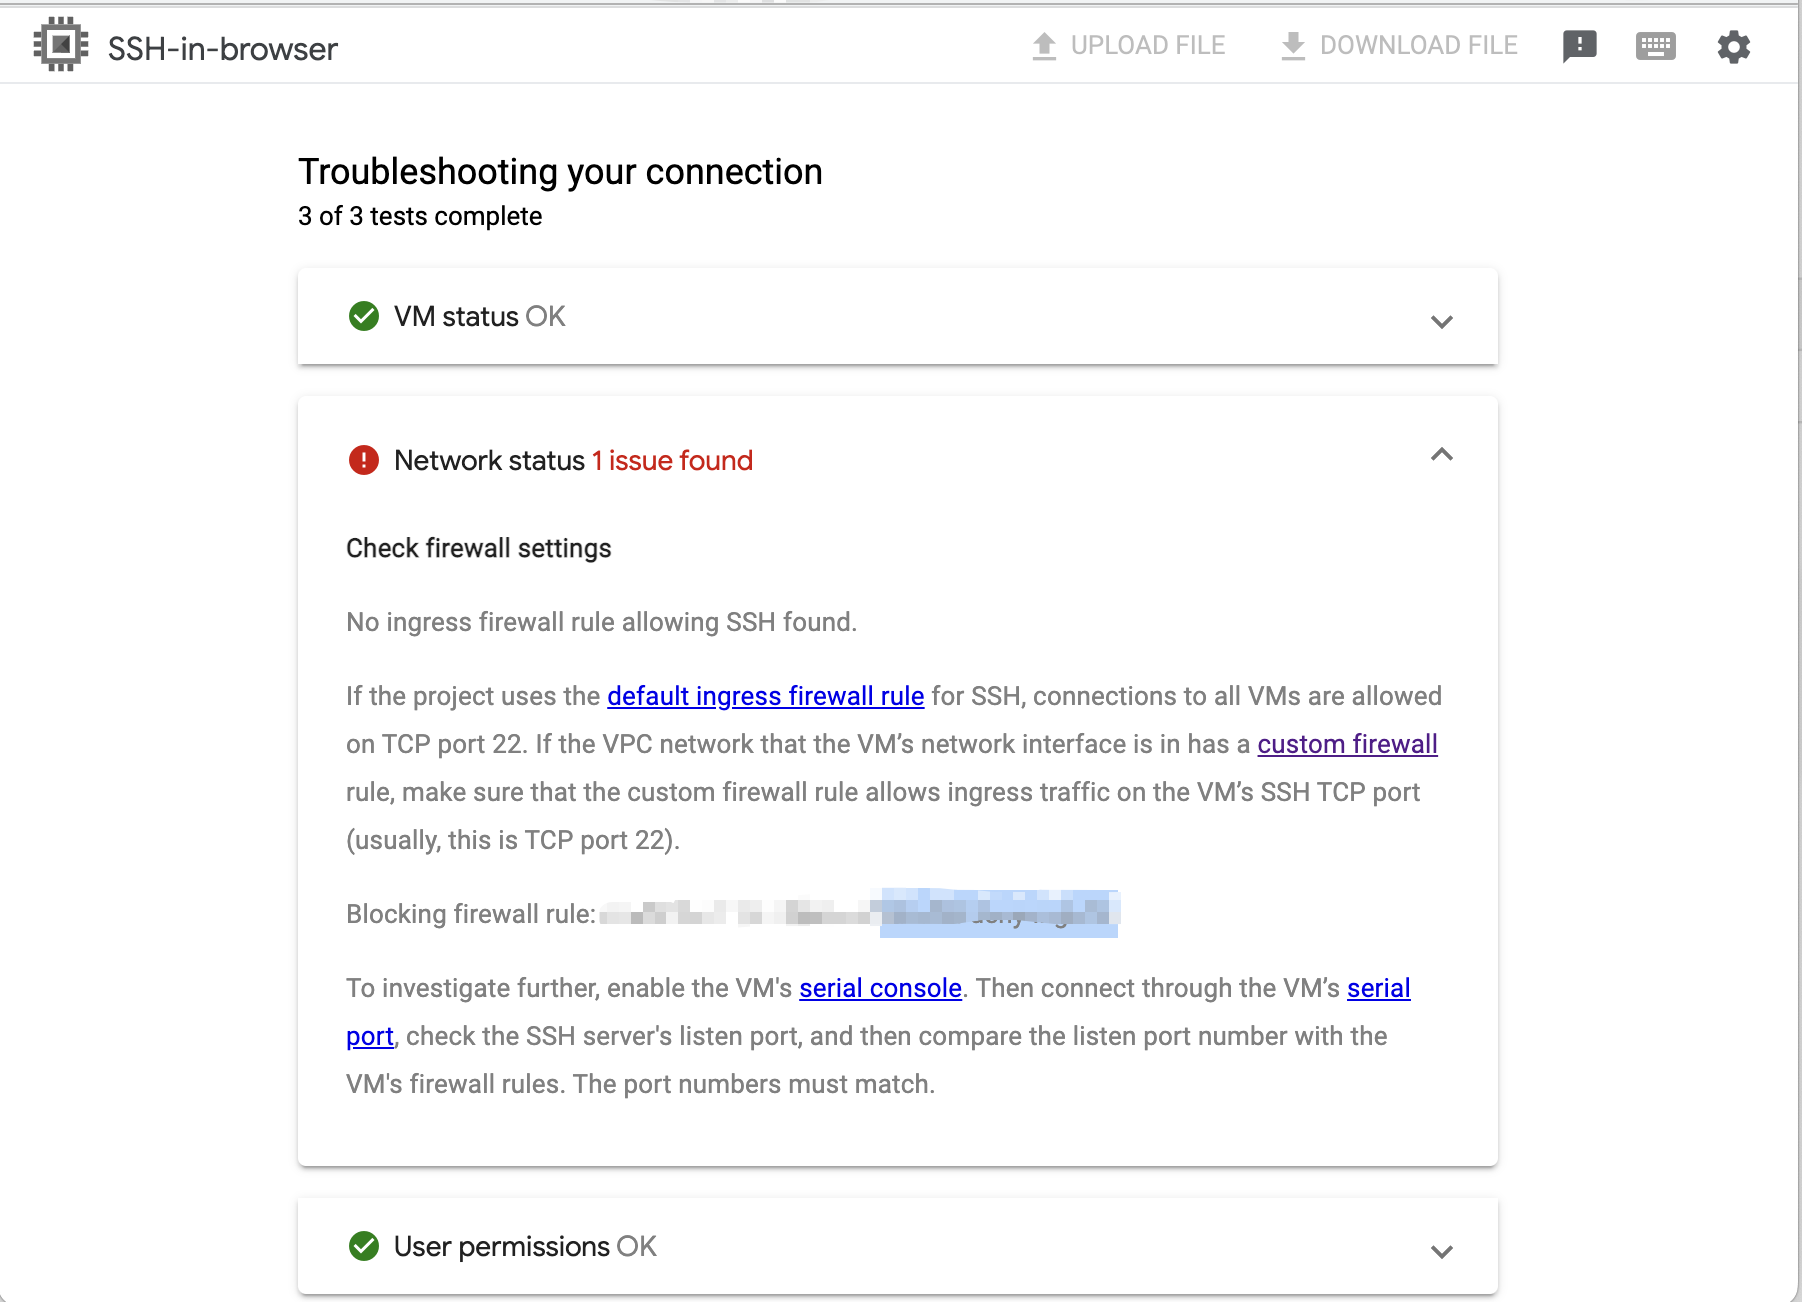 SSH-in-browser
UPLOAD FILE
DOWNLOAD FILE
Troubleshooting your connection
3 of 3 tests complete
VM status OK
Network status 1 issue found
Check firewall settings
No ingress firewall rule allowing SSH found.
If the project uses the default ingress firewall rule for SSH, connections to all VMs are allowed
on TCP port 22. If the VPC network that the VM’s network interface is in has a custom firewall
rule, make sure that the custom firewall rule allows ingress traffic on the VM’s SSH TCP port
(usually, this is TCP port 22).
Blocking firewall rule:
To investigate further, enable the VM's serial console. Then connect through the VM’s serial
port, check the SSH server's listen port, and then compare the listen port number with the
VM's firewall rules. The port numbers must match.
User permissions OK